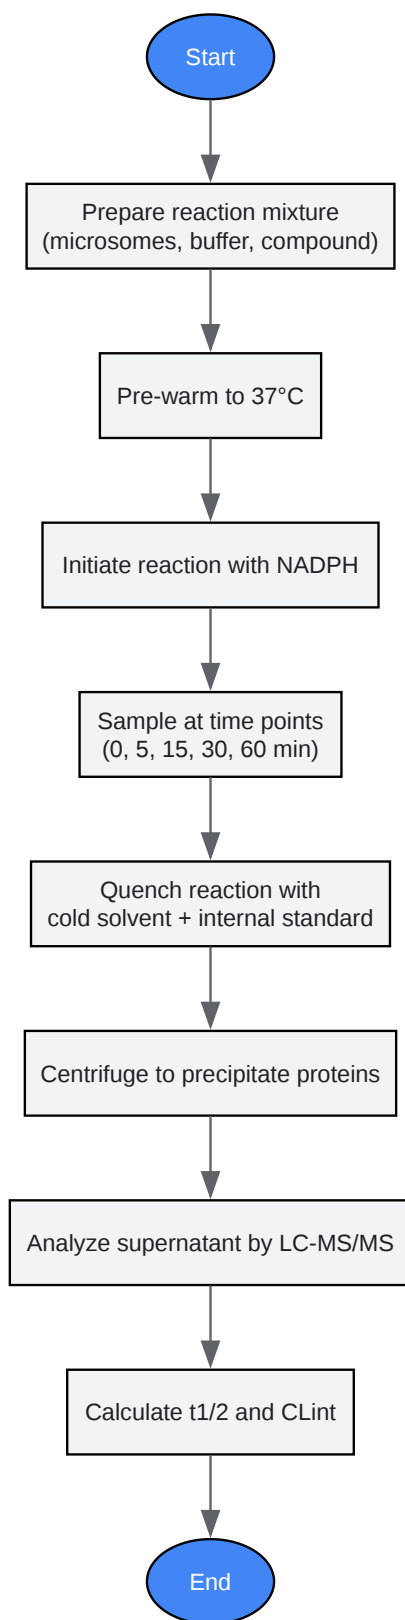 Start
Prepare reaction mixture
(microsomes, buffer, compound)
Pre-warm to 37°C
Initiate reaction with NADPH
Sample at time points
(0, 5, 15, 30, 60 min)
Quench reaction with
cold solvent + internal standard
Centrifuge to precipitate proteins
Analyze supernatant by LC-MS/MS
Calculate t1/2 and CLint
End